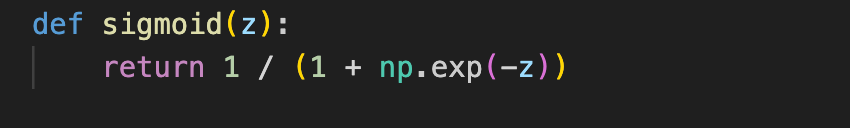 def sigmoid(z):
    return 1 / (1 + np.exp(-z))